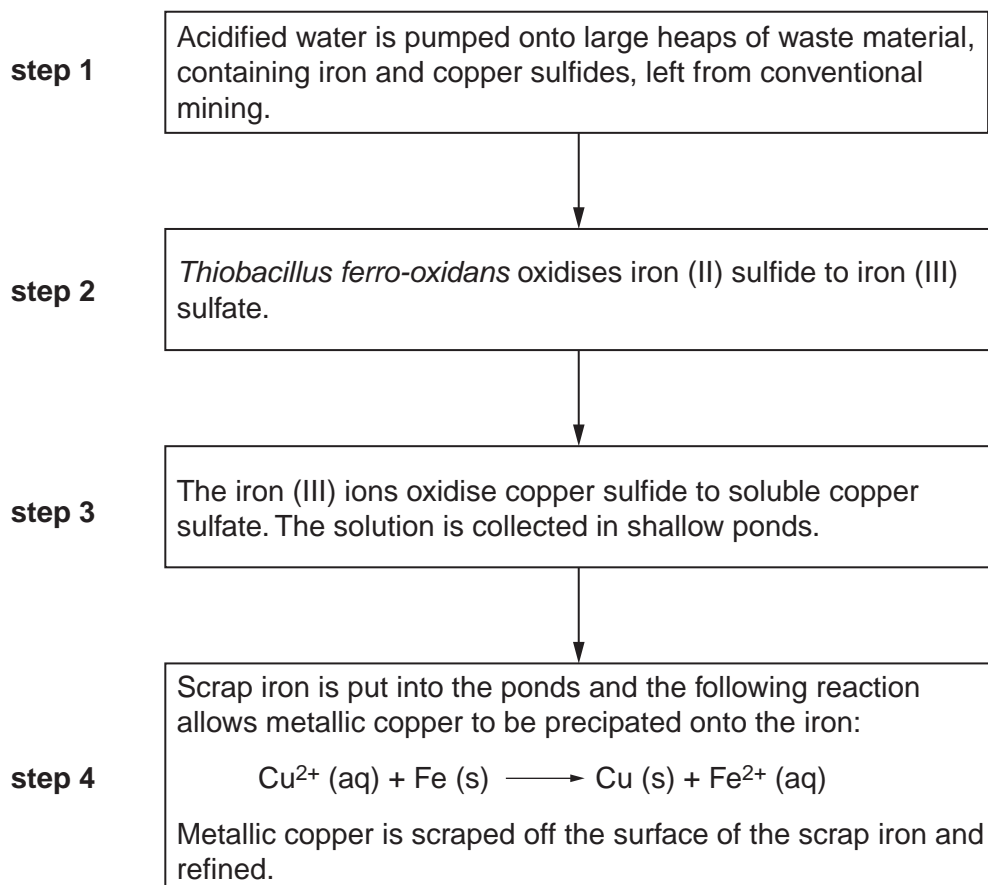 step 1
Acidified water is pumped onto large heaps of waste material,
containing iron and copper sulfides, left from conventional
mining.
step 2
Thiobacillus ferro-oxidans oxidises iron (II) sulfide to iron (III)
sulfate.
step 3
The iron (III) ions oxidise copper sulfide to soluble copper
sulfate. The solution is collected in shallow ponds.
step 4
Scrap iron is put into the ponds and the following reaction
allows metallic copper to be precipated onto the iron:
Cu²⁺ (aq) + Fe (s) ⟶ Cu (s) + Fe²⁺ (aq)
Metallic copper is scraped off the surface of the scrap iron and
refined.